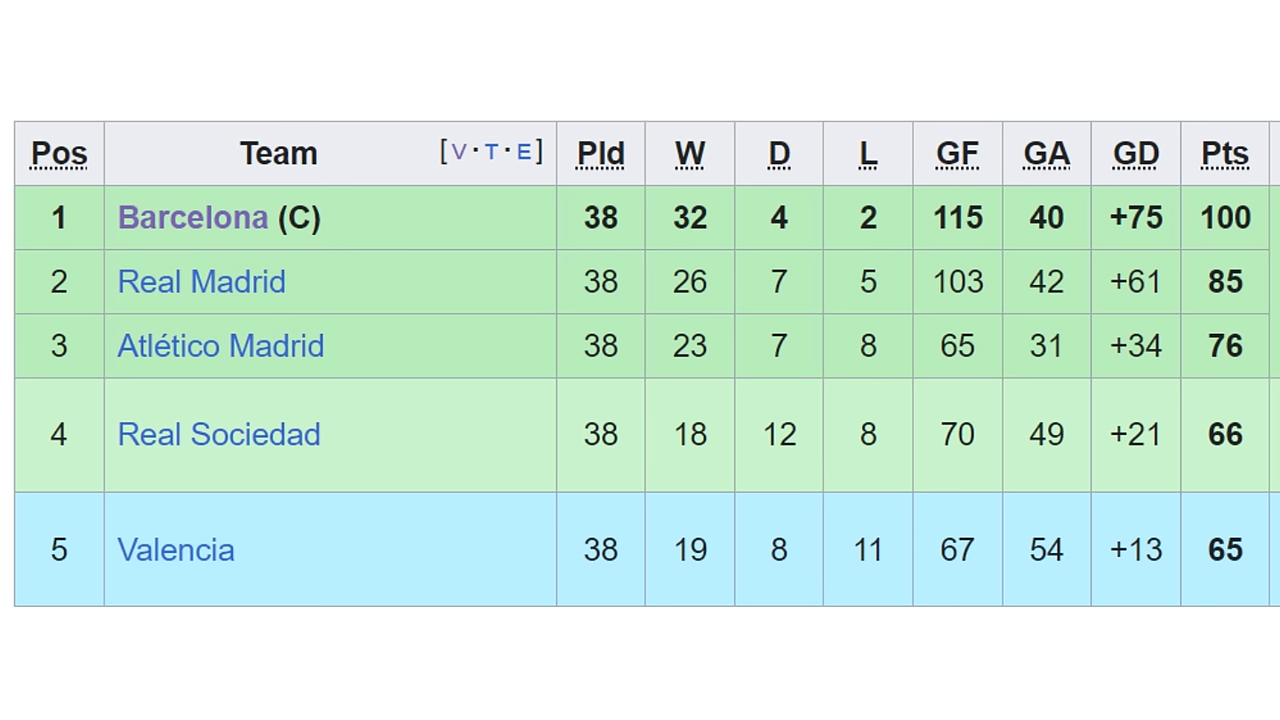 Pos Team [V·T·E] Pld W D L GF GA GD Pts
1 Barcelona (C) 38 32 4 2 115 40 +75 100
2 Real Madrid 38 26 7 5 103 42 +61 85
3 Atlético Madrid 38 23 7 8 65 31 +34 76
4 Real Sociedad 38 18 12 8 70 49 +21 66
5 Valencia 38 19 8 11 67 54 +13 65